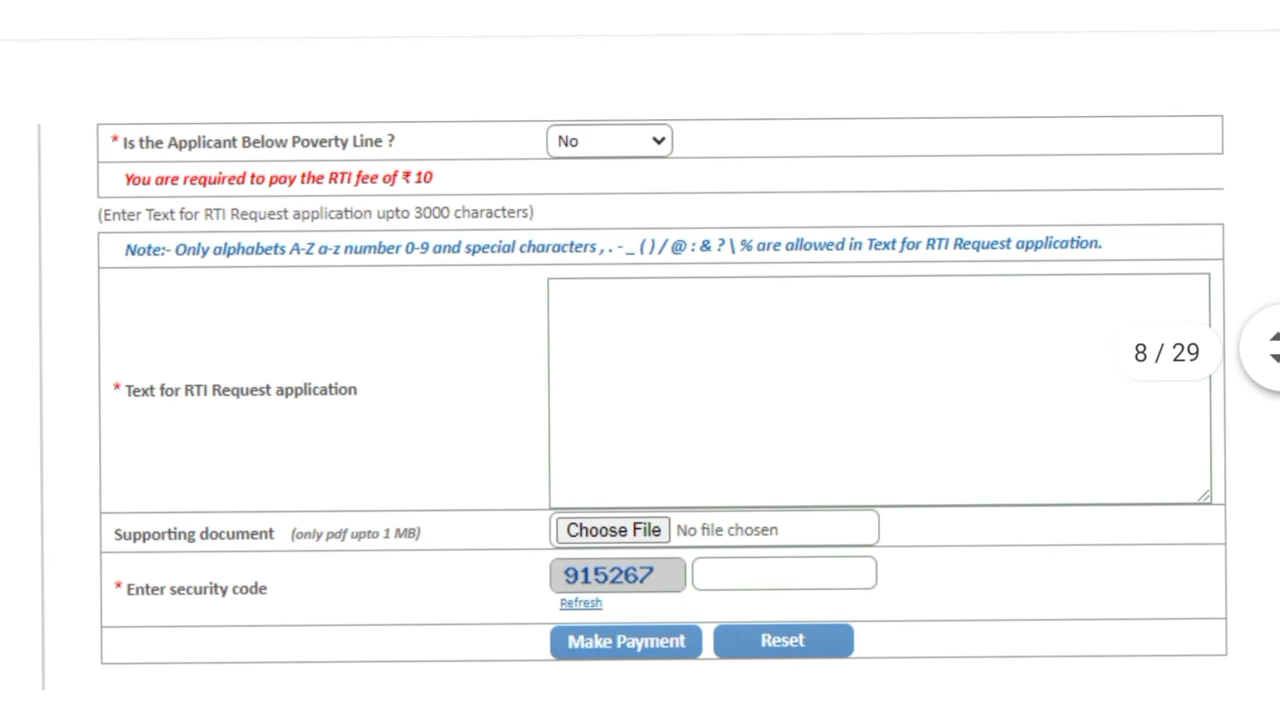 * Is the Applicant Below Poverty Line ? No
You are required to pay the RTI fee of ₹ 10
(Enter Text for RTI Request application upto 3000 characters)
Note:- Only alphabets A-Z a-z number 0-9 and special characters , . - _ ( ) / @ : & ? \ % are allowed in Text for RTI Request application.
8 / 29
* Text for RTI Request application
Supporting document (only pdf upto 1 MB) Choose File No file chosen
* Enter security code 915267
Refresh
Make Payment Reset